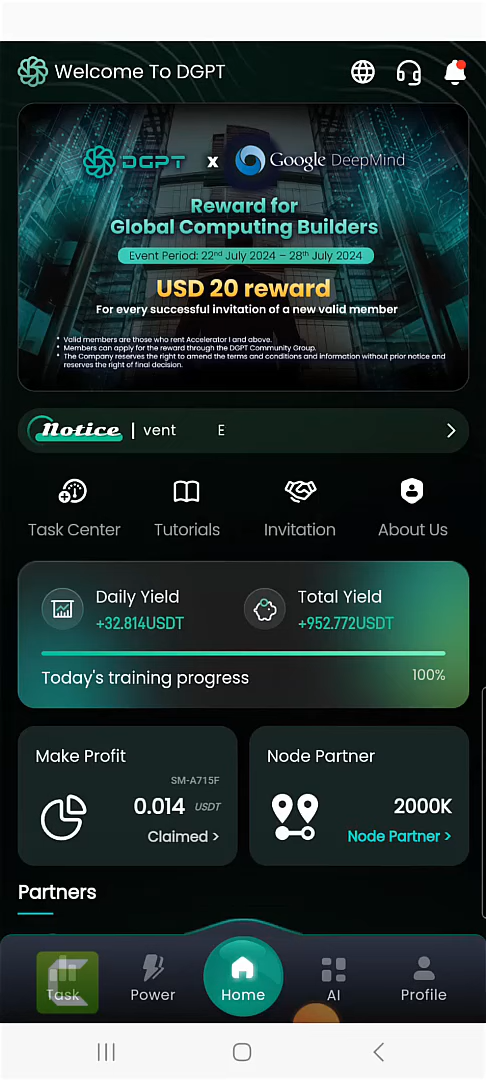 Welcome To DGPT
DGPT x Google DeepMind
Reward for
Global Computing Builders
Event Period: 22nd July 2024 – 28th July 2024
USD 20 reward
For every successful invitation of a new valid member
* Valid members are those who rent Accelerator I and above.
* Members can apply for the reward through the DGPT Community Group.
* The Company reserves the right to amend the terms and conditions and information without prior notice and
reserves the right of final decision.
Notice | vent E
Task Center Tutorials Invitation About Us
Daily Yield Total Yield
+32.814USDT +952.772USDT
Today's training progress 100%
Make Profit Node Partner
SM-A715F
0.014 USDT 2000K
Claimed > Node Partner >
Partners
Task Power Home AI Profile